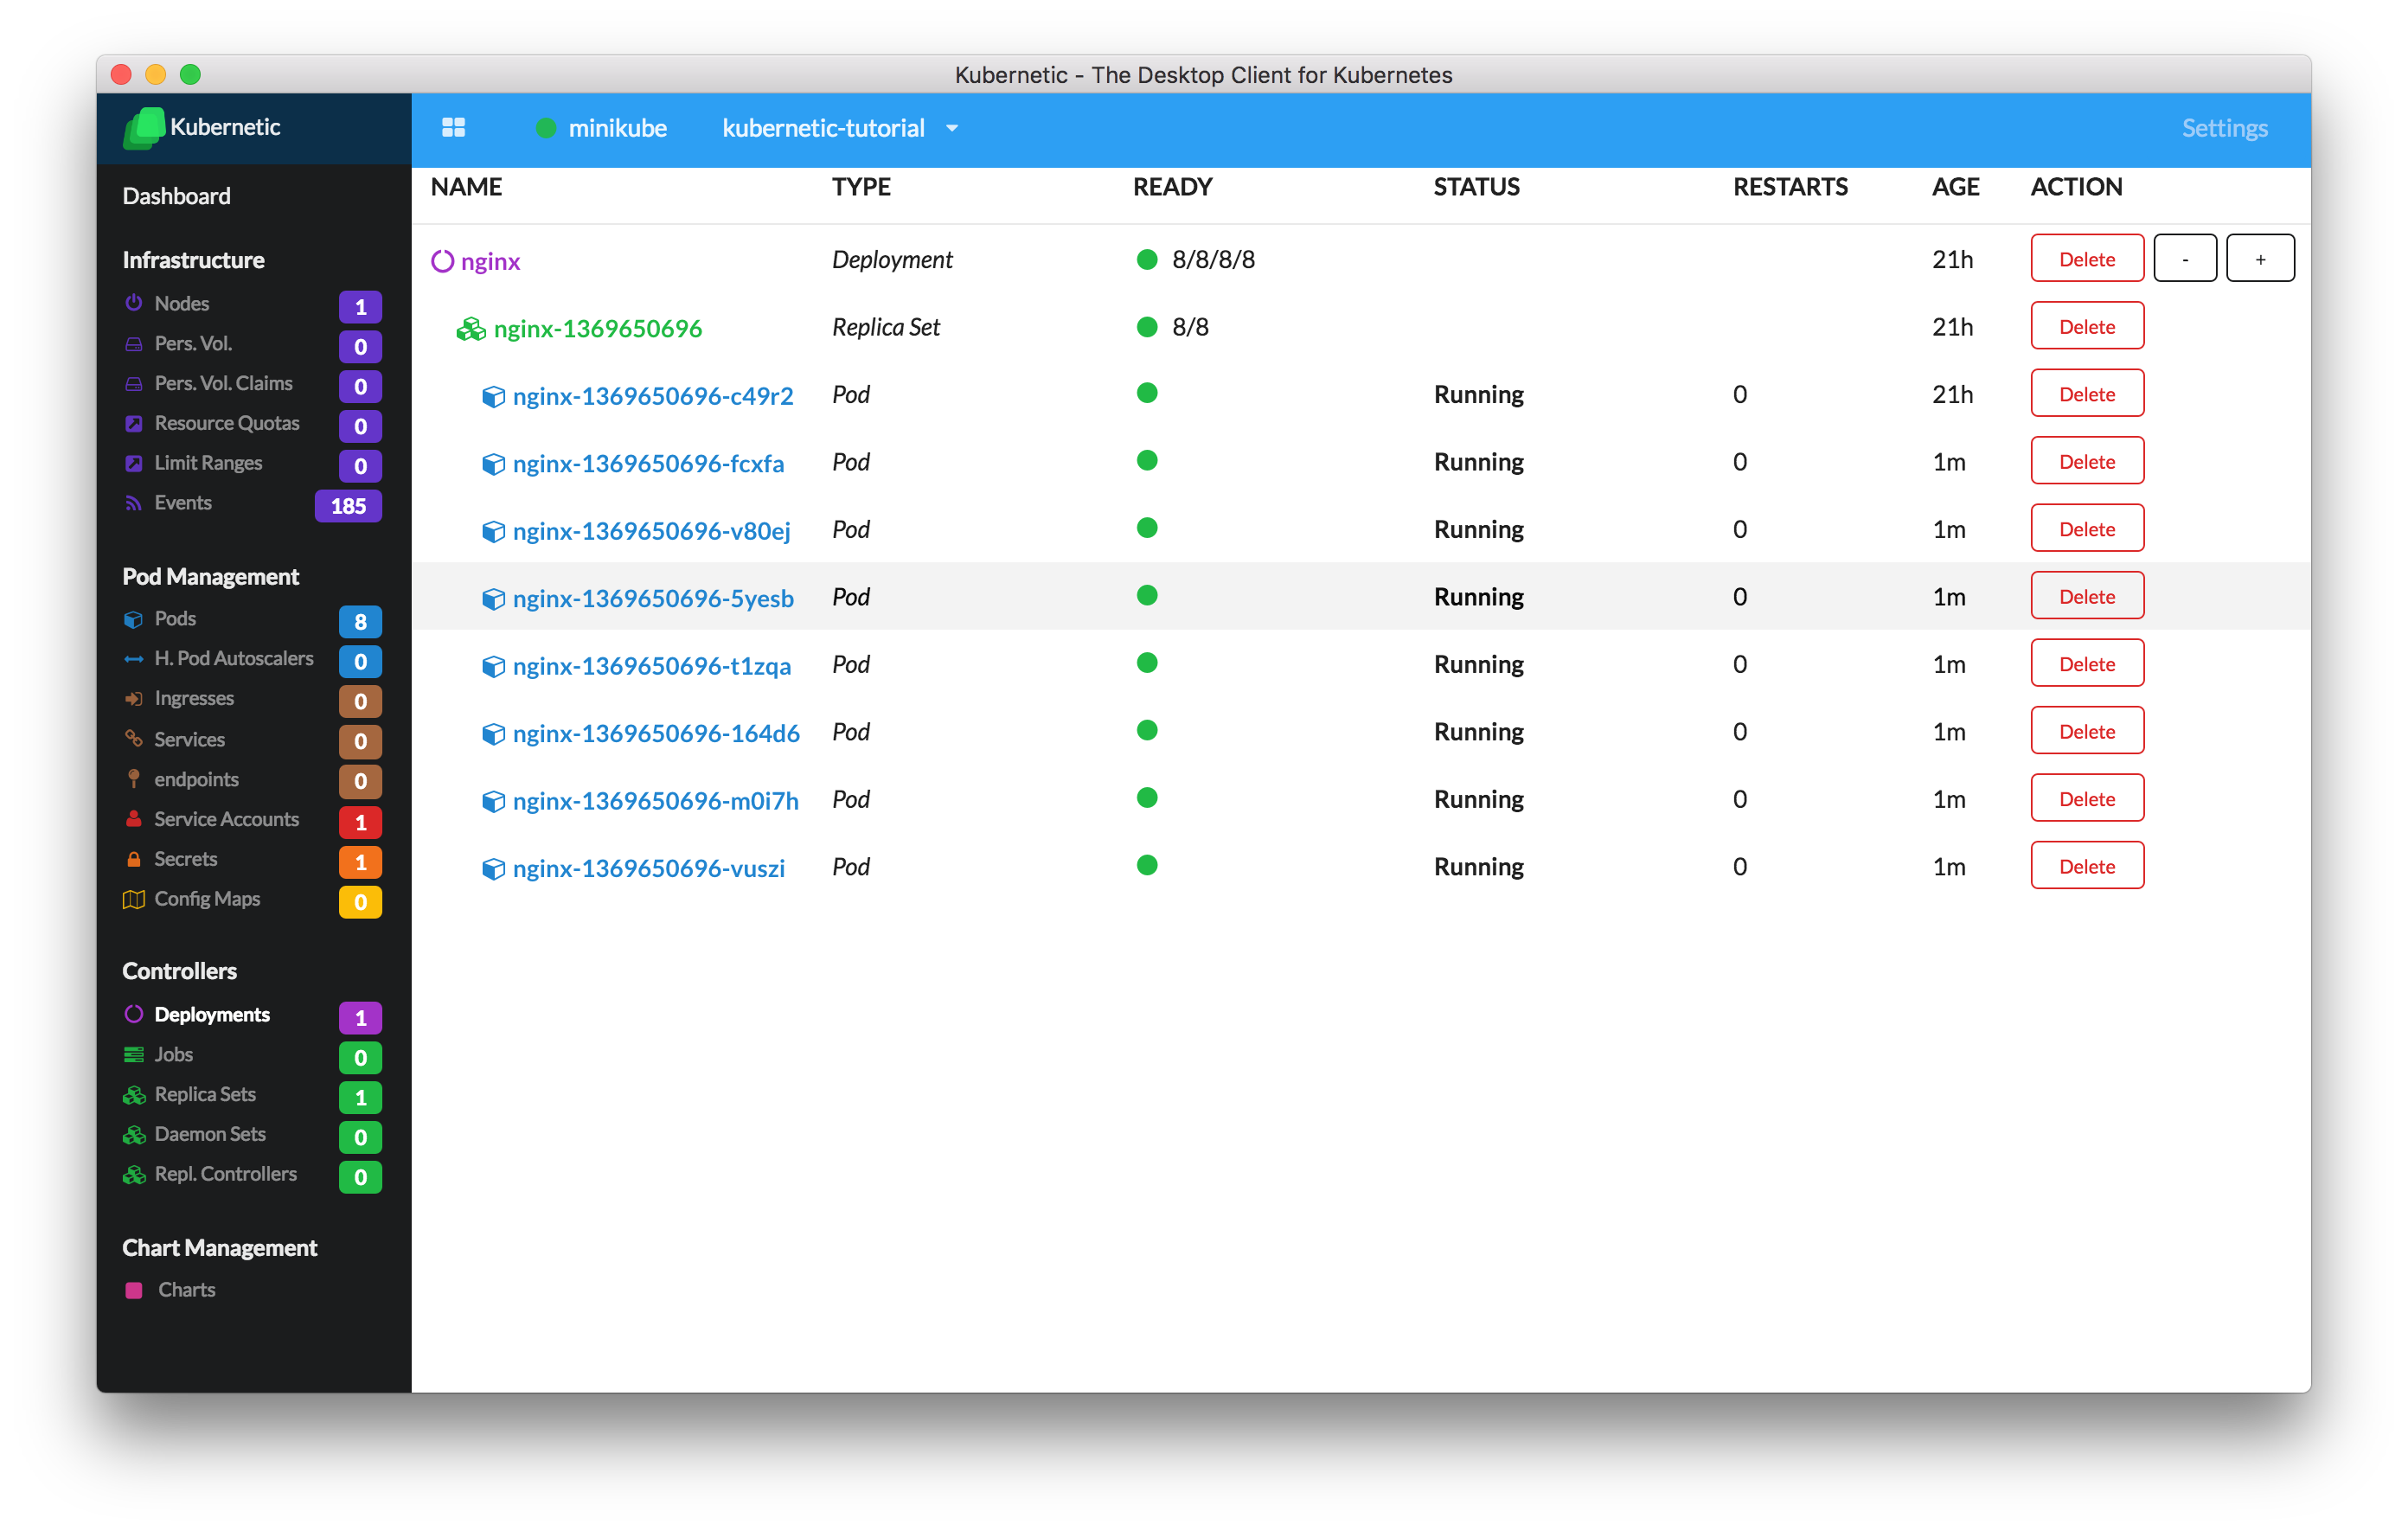 Kubernetic - The Desktop Client for Kubernetes
Kubernetic
minikube kubernetic-tutorial Settings
Dashboard
Infrastructure
Nodes 1
Pers. Vol. 0
Pers. Vol. Claims 0
Resource Quotas 0
Limit Ranges 0
Events 185
Pod Management
Pods 8
H. Pod Autoscalers 0
Ingresses 0
Services 0
endpoints 0
Service Accounts 1
Secrets 1
Config Maps 0
Controllers
Deployments 1
Jobs 0
Replica Sets 1
Daemon Sets 0
Repl. Controllers 0
Chart Management
Charts
NAME TYPE READY STATUS RESTARTS AGE ACTION
nginx Deployment 8/8/8/8 21h Delete - +
nginx-1369650696 Replica Set 8/8 21h Delete
nginx-1369650696-c49r2 Pod Running 0 21h Delete
nginx-1369650696-fcxfa Pod Running 0 1m Delete
nginx-1369650696-v80ej Pod Running 0 1m Delete
nginx-1369650696-5yesb Pod Running 0 1m Delete
nginx-1369650696-t1zqa Pod Running 0 1m Delete
nginx-1369650696-164d6 Pod Running 0 1m Delete
nginx-1369650696-m0i7h Pod Running 0 1m Delete
nginx-1369650696-vuszi Pod Running 0 1m Delete